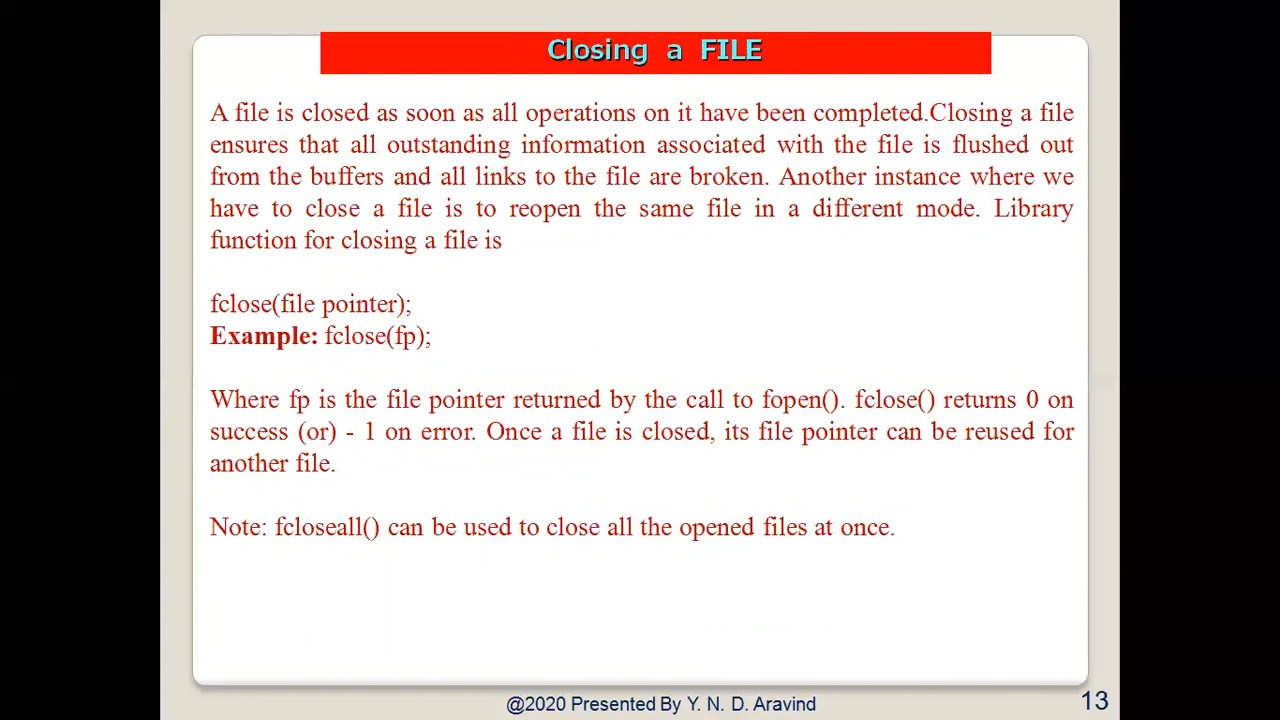 Closing a FILE
A file is closed as soon as all operations on it have been completed.Closing a file
ensures that all outstanding information associated with the file is flushed out
from the buffers and all links to the file are broken. Another instance where we
have to close a file is to reopen the same file in a different mode. Library
function for closing a file is
fclose(file pointer);
Example: fclose(fp);
Where fp is the file pointer returned by the call to fopen(). fclose() returns 0 on
success (or) - 1 on error. Once a file is closed, its file pointer can be reused for
another file.
Note: fcloseall() can be used to close all the opened files at once.
@2020 Presented By Y. N. D. Aravind
13